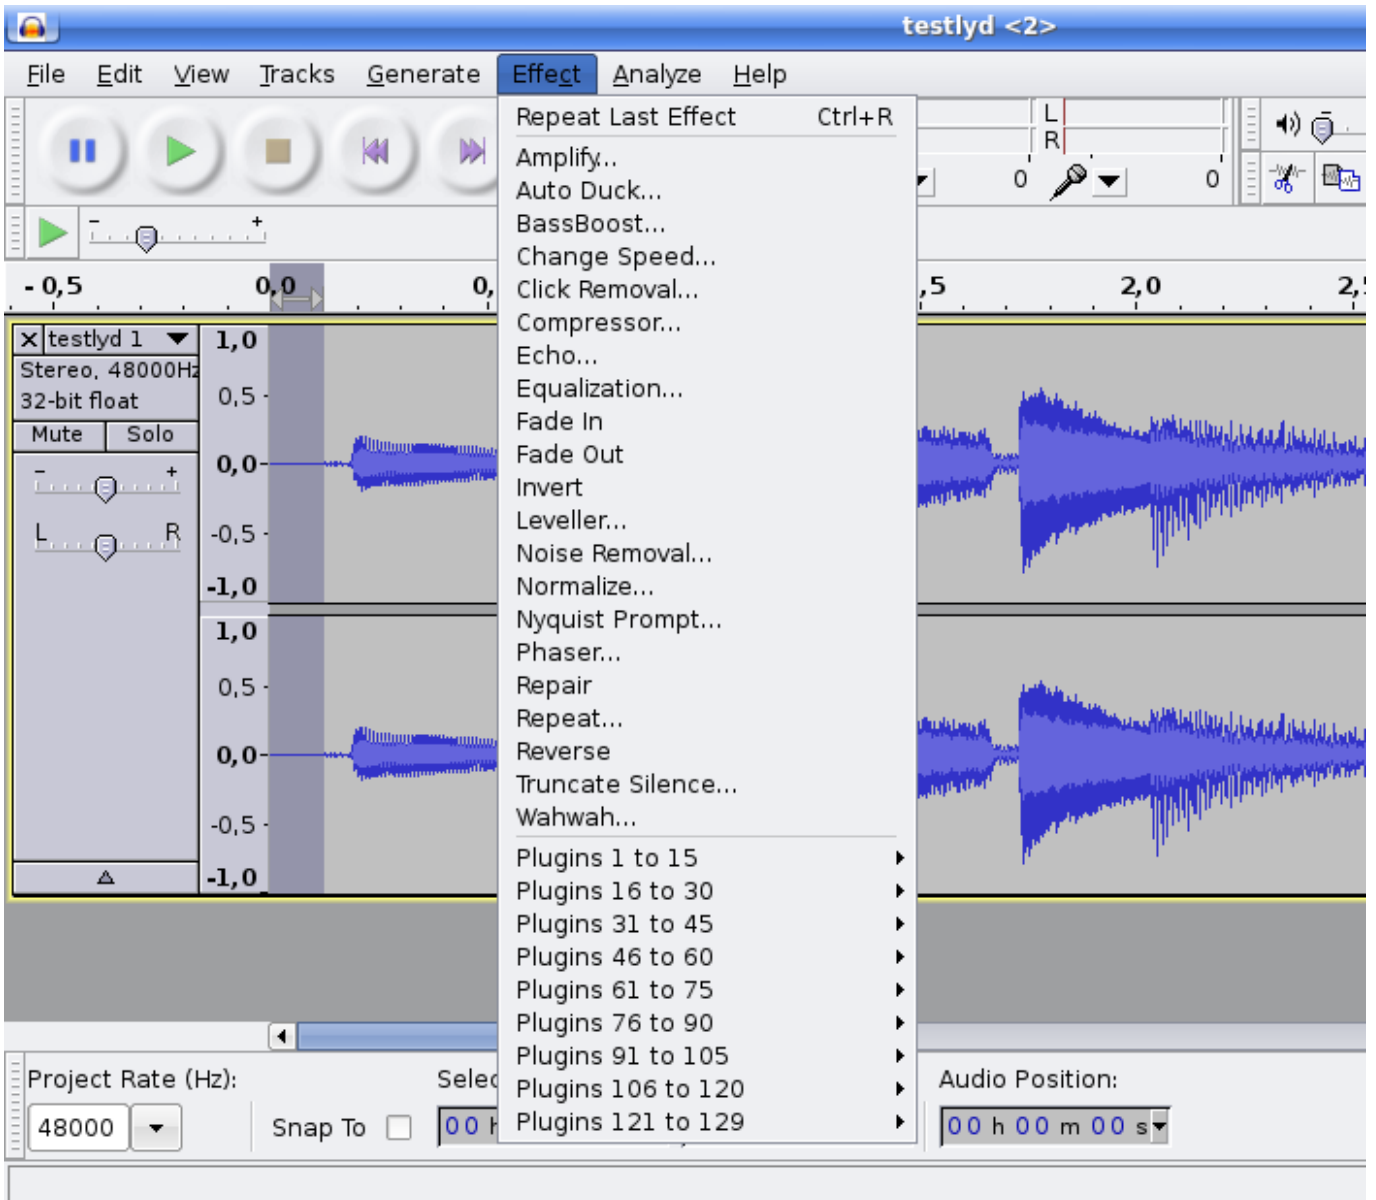 testlyd <2>
File Edit View Tracks Generate Effect Analyze Help
Repeat Last Effect Ctrl+R
L
R
0 0
Amplify...
Auto Duck...
BassBoost...
- +
Change Speed...
- 0,5 0,0 0, ,5 2,0 2,5
Click Removal...
Compressor...
testlyd 1
Stereo, 48000Hz
32-bit float
Mute Solo
- +
L R
1,0
0,5
0,0
-0,5
-1,0
1,0
0,5
0,0
-0,5
-1,0
Echo...
Equalization...
Fade In
Fade Out
Invert
Leveller...
Noise Removal...
Normalize...
Nyquist Prompt...
Phaser...
Repair
Repeat...
Reverse
Truncate Silence...
Wahwah...
Plugins 1 to 15
Plugins 16 to 30
Plugins 31 to 45
Plugins 46 to 60
Plugins 61 to 75
Plugins 76 to 90
Plugins 91 to 105
Plugins 106 to 120
Plugins 121 to 129
Project Rate (Hz): Audio Position:
48000 Snap To 00 h 00 h 00 m 00 s